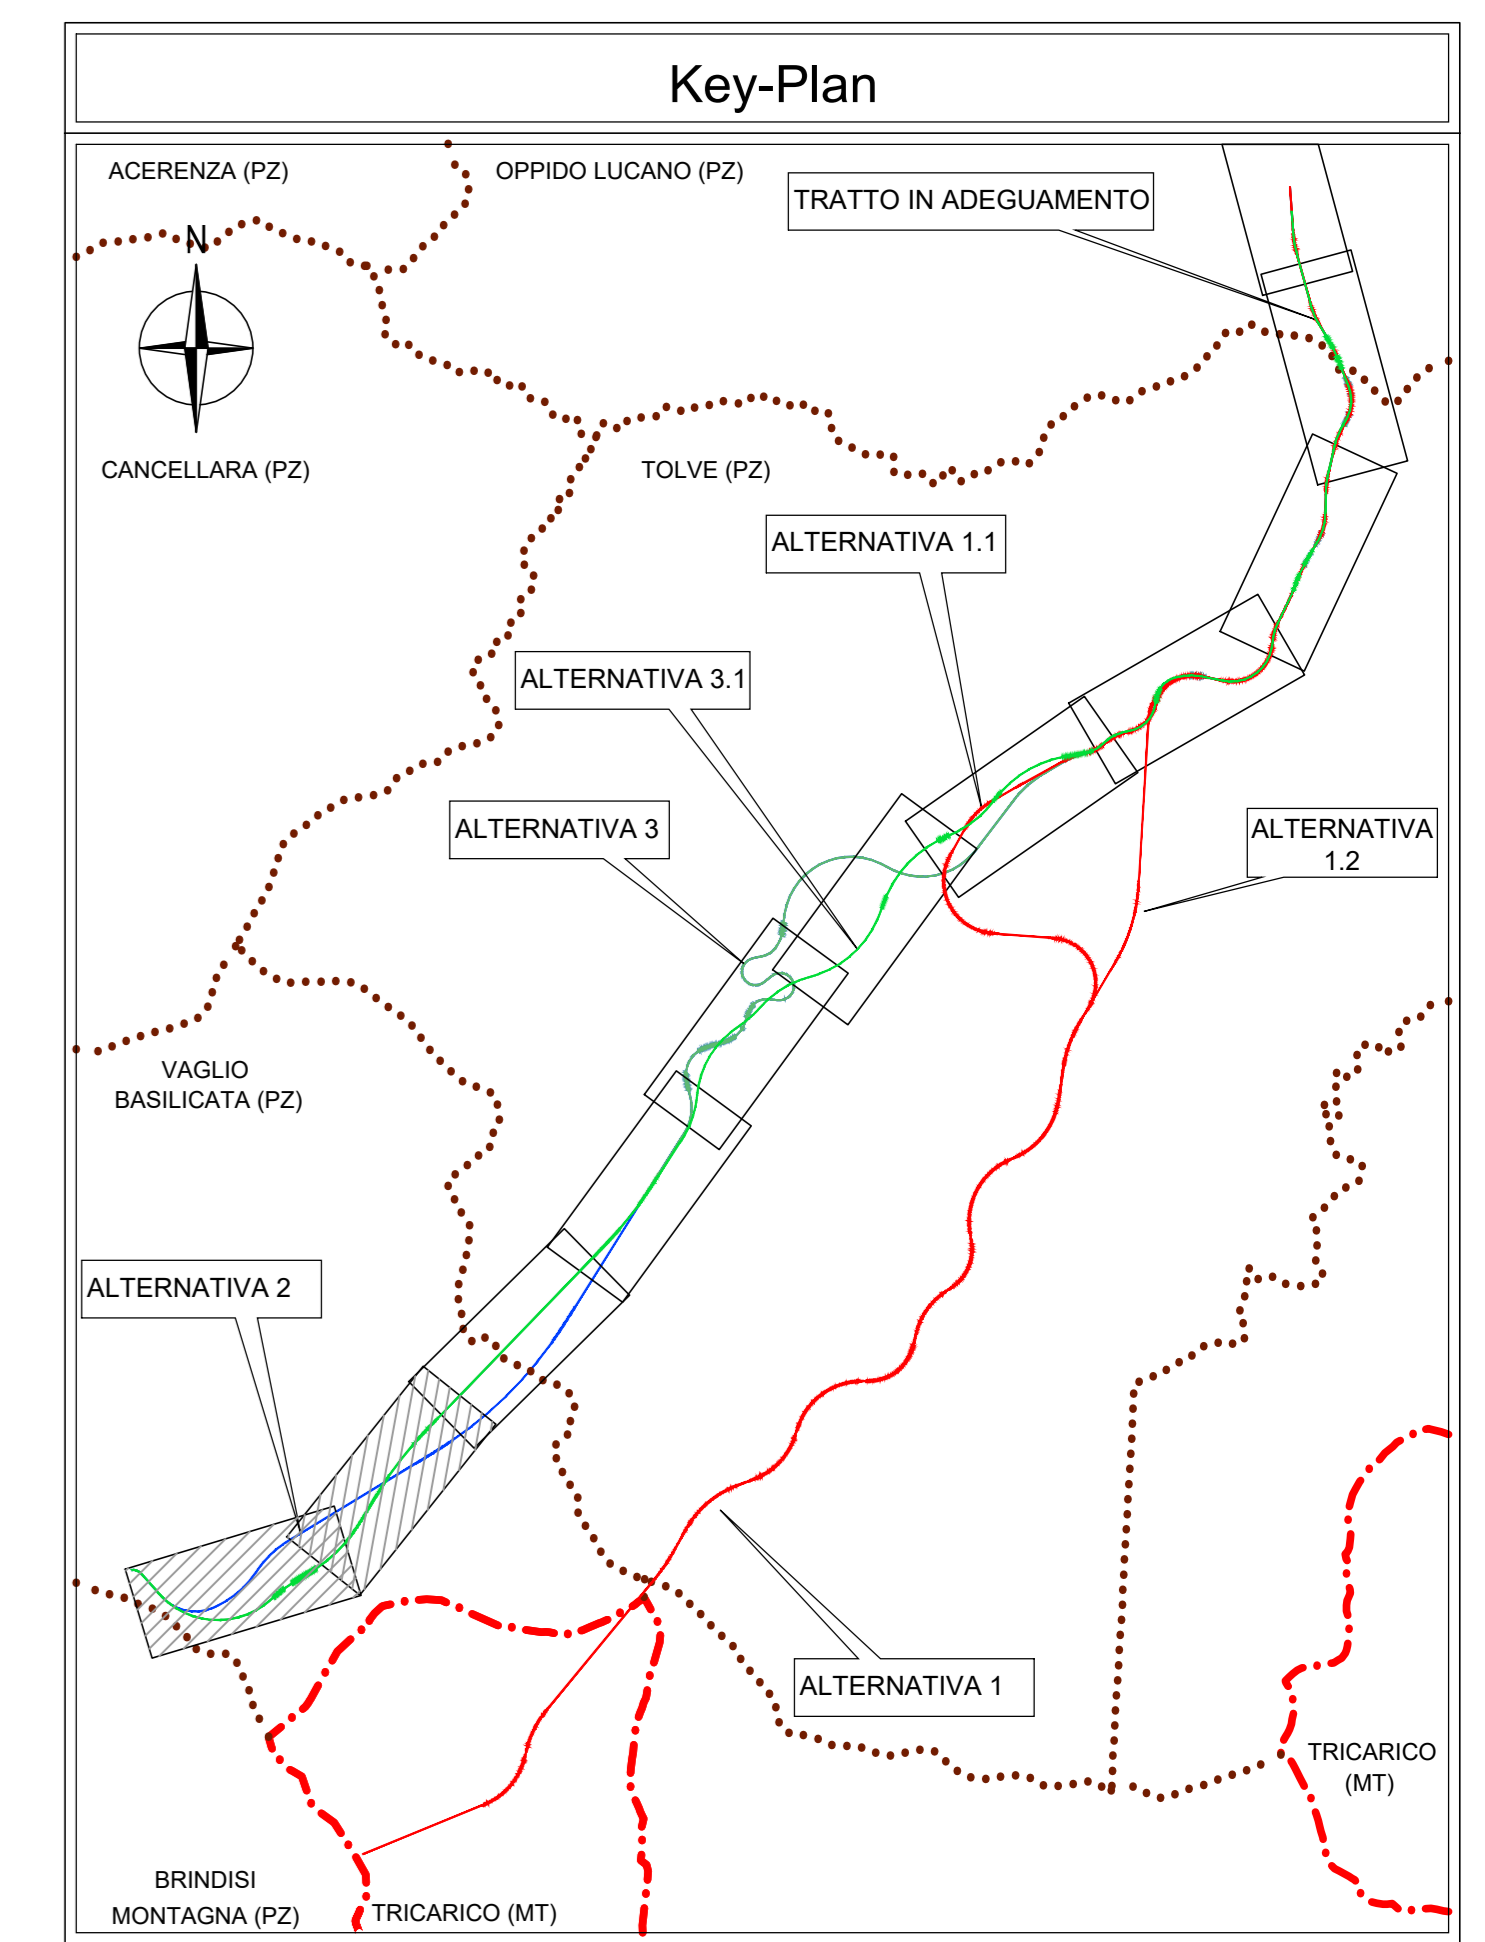 Key-Plan
ACERENZA (PZ)
OPPIDO LUCANO (PZ)
TRATTO IN ADEGUAMENTO
N
CANCELLARA (PZ)
TOLVE (PZ)
ALTERNATIVA 1.1
ALTERNATIVA 3.1
ALTERNATIVA 3
ALTERNATIVA
1.2
VAGLIO
BASILICATA (PZ)
ALTERNATIVA 2
ALTERNATIVA 1
TRICARICO
(MT)
BRINDISI
MONTAGNA (PZ)
TRICARICO (MT)